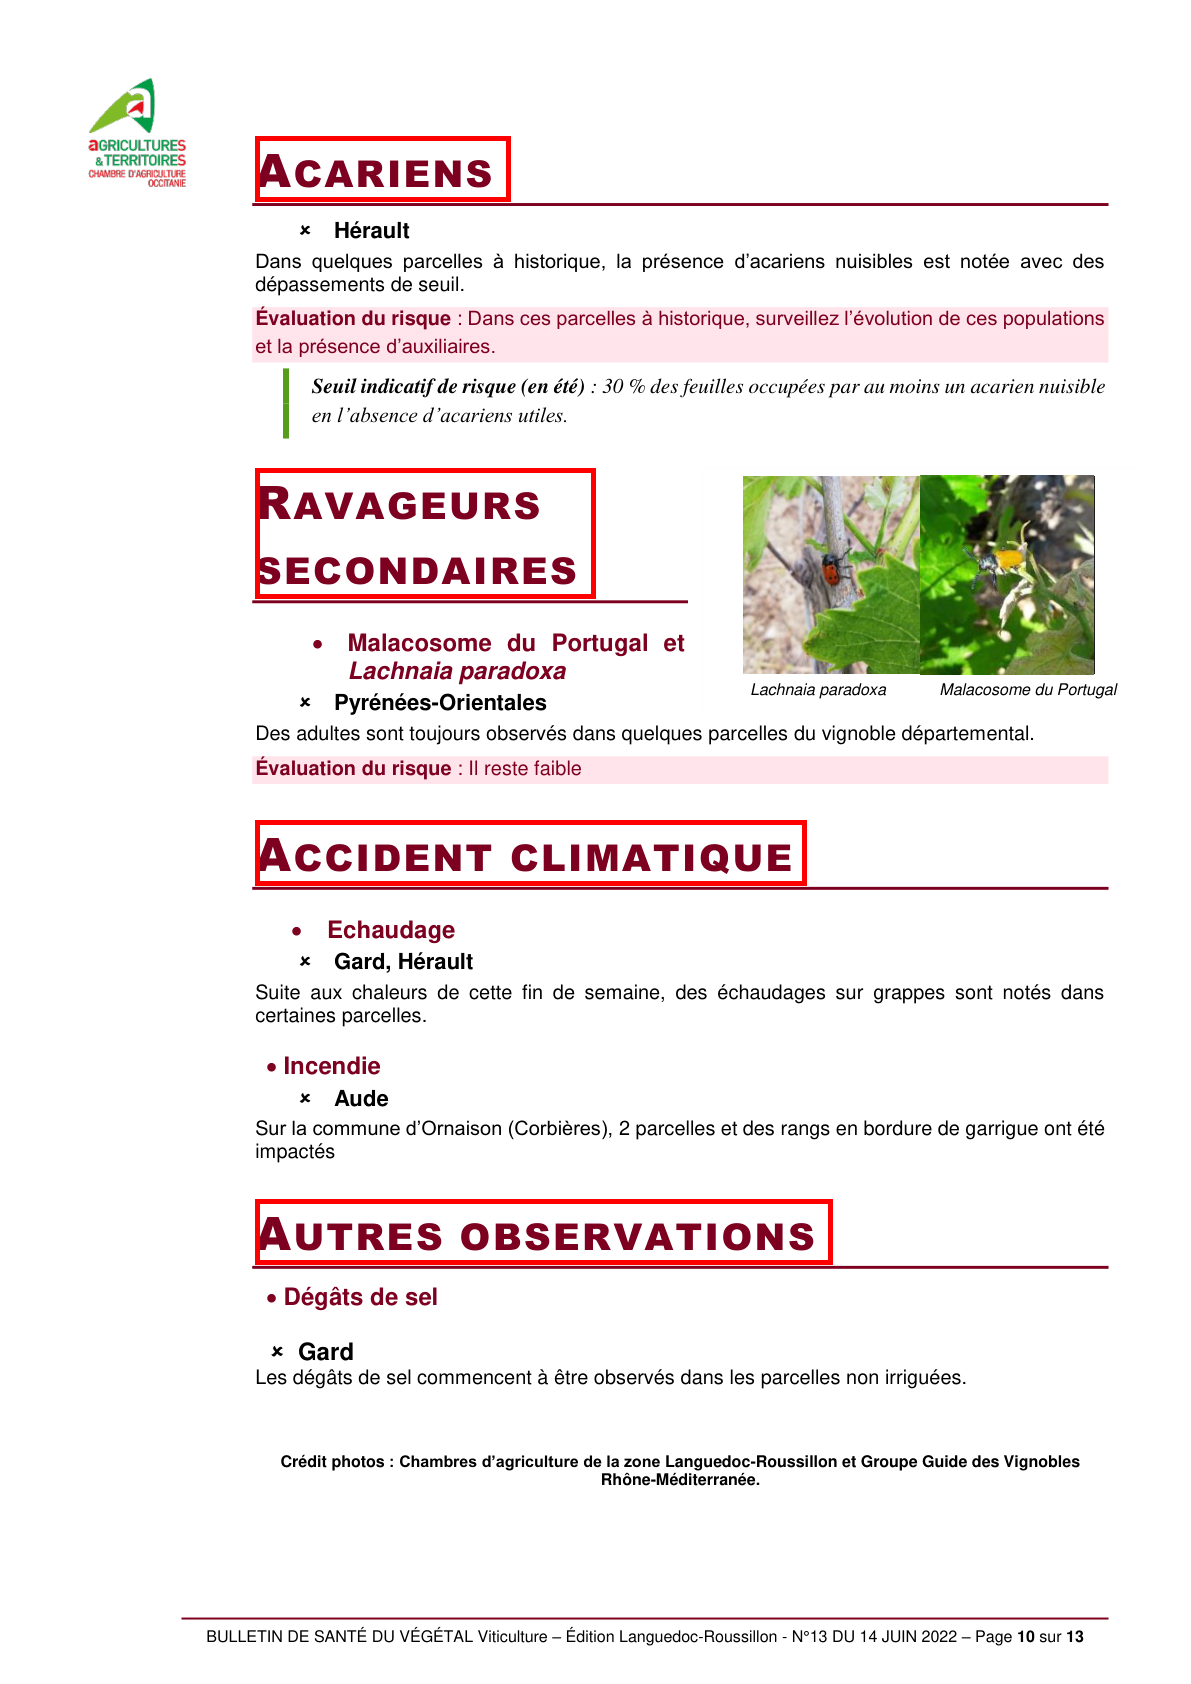 aGRICULTURES
& TERRITOIRES
CHAMBRE D'AGRICULTURE
OCCITANIE
ACARIENS
× Hérault
Dans quelques parcelles à historique, la présence d'acariens nuisibles est notée avec des
dépassements de seuil.
Évaluation du risque : Dans ces parcelles à historique, surveillez l'évolution de ces populations
et la présence d'auxiliaires.
Seuil indicatif de risque (en été) : 30 % des feuilles occupées par au moins un acarien nuisible
en l'absence d'acariens utiles.
RAVAGEURS
SECONDAIRES
• Malacosome du Portugal et
Lachnaia paradoxa
Lachnaia paradoxa Malacosome du Portugal
× Pyrénées-Orientales
Des adultes sont toujours observés dans quelques parcelles du vignoble départemental.
Évaluation du risque : Il reste faible
ACCIDENT CLIMATIQUE
• Echaudage
× Gard, Hérault
Suite aux chaleurs de cette fin de semaine, des échaudages sur grappes sont notés dans
certaines parcelles.
• Incendie
× Aude
Sur la commune d'Ornaison (Corbières), 2 parcelles et des rangs en bordure de garrigue ont été
impactés
AUTRES OBSERVATIONS
• Dégâts de sel
× Gard
Les dégâts de sel commencent à être observés dans les parcelles non irriguées.
Crédit photos : Chambres d'agriculture de la zone Languedoc-Roussillon et Groupe Guide des Vignobles
Rhône-Méditerranée.
BULLETIN DE SANTÉ DU VÉGÉTAL Viticulture – Édition Languedoc-Roussillon - N°13 DU 14 JUIN 2022 – Page 10 sur 13